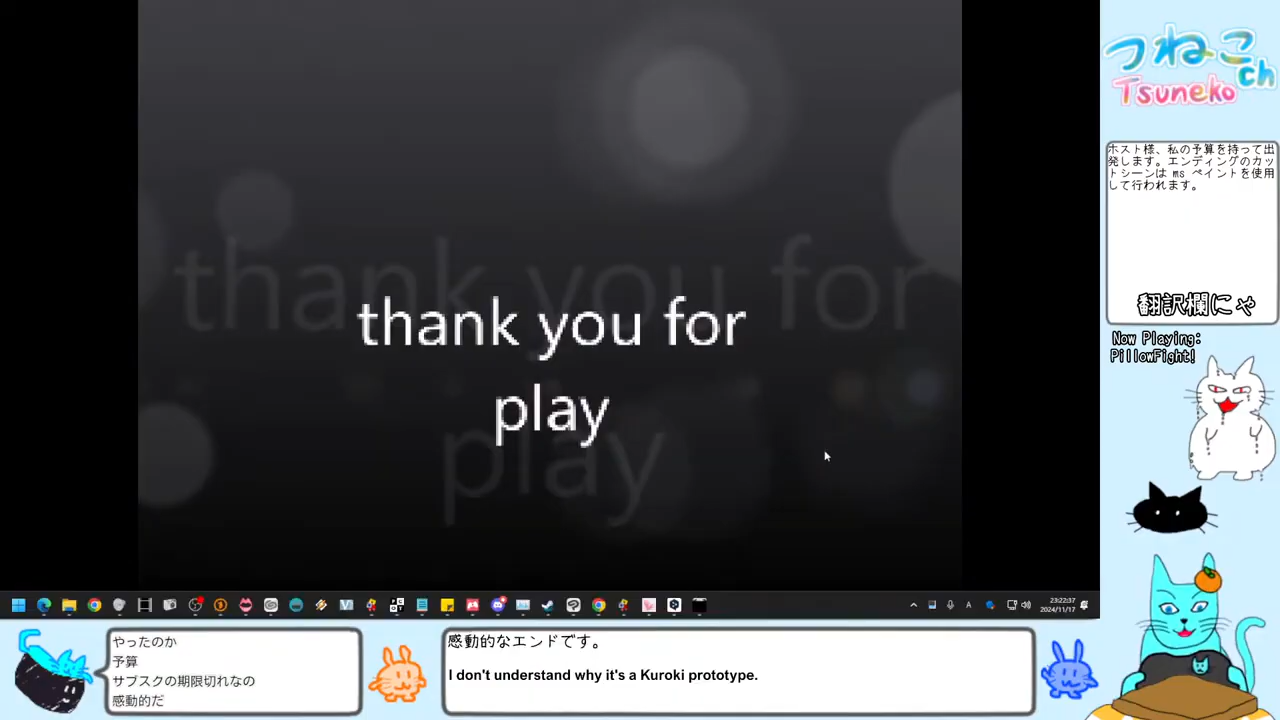 thank you for
play
thank you for
play
つねこ
ch
Tsuneko
ホスト様、私の予算を持って出
発します。エンディングのカッ
トシーンは ms ペイントを使用
して行われます。
翻訳欄にゃ
Now Playing:
PillowFight!
23:22:37
2024/11/17
やったのか
予算
サブスクの期限切れなの
感動的だ
感動的なエンドです。
I don't understand why it's a Kuroki prototype.